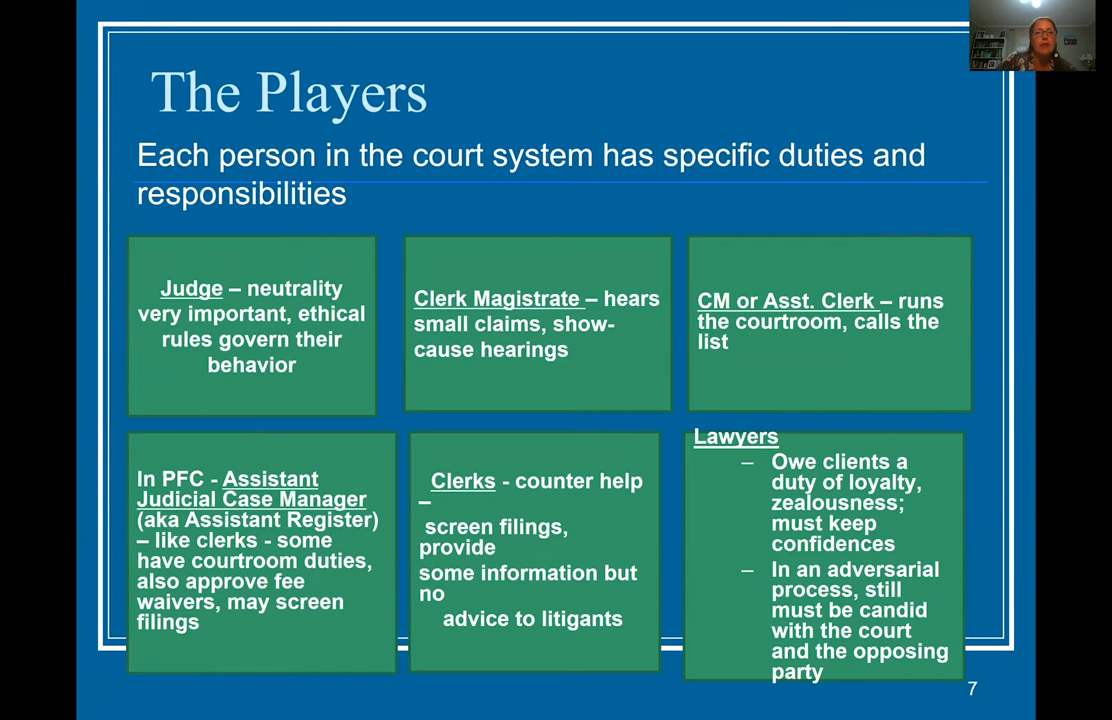 The Players
Each person in the court system has specific duties and
responsibilities
Judge – neutrality
very important, ethical
rules govern their
behavior
Clerk Magistrate – hears
small claims, show-
cause hearings
CM or Asst. Clerk – runs
the courtroom, calls the
list
In PFC - Assistant
Judicial Case Manager
(aka Assistant Register)
– like clerks - some
have courtroom duties,
also approve fee
waivers, may screen
filings
Clerks - counter help
–
screen filings,
provide
some information but
no
advice to litigants
Lawyers
– Owe clients a
duty of loyalty,
zealousness;
must keep
confidences
– In an adversarial
process, still
must be candid
with the court
and the opposing
party
7